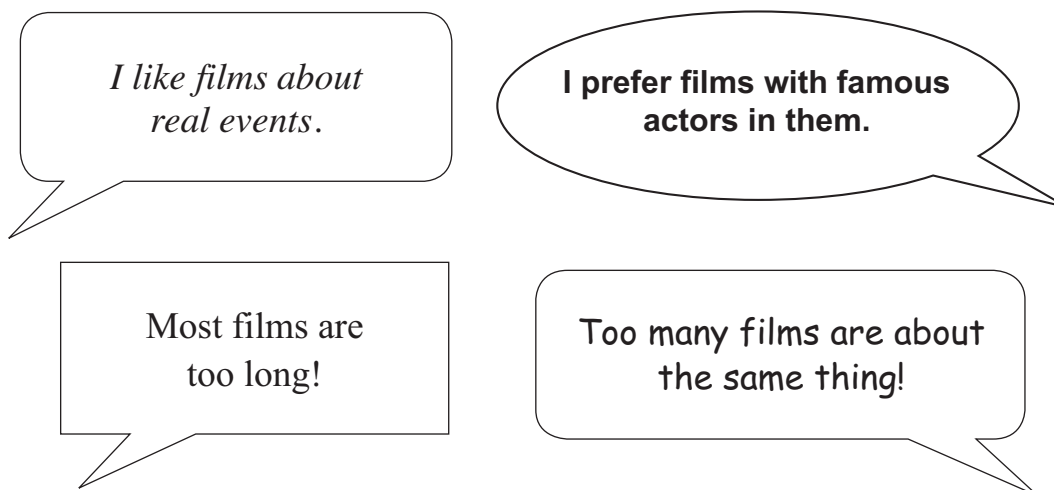 I like films about
real events.
I prefer films with famous
actors in them.
Most films are
too long!
Too many films are about
the same thing!